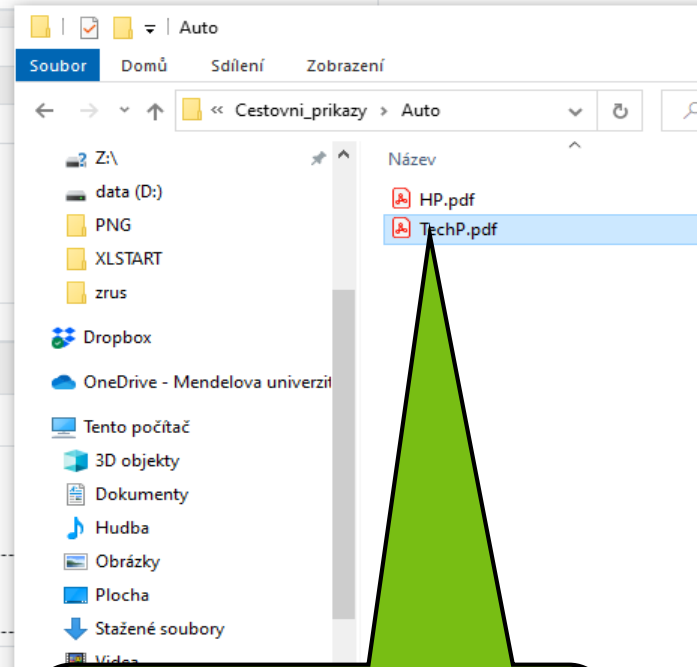 Auto
Soubor Domů Sdílení Zobrazení
« Cestovni_prikazy › Auto
Z:\
data (D:)
PNG
XLSTART
zrus
Dropbox
OneDrive - Mendelova
Tento počítač
3D objekty
Dokumenty
Hudba
Obrázky
Plocha
Stažené soubory
Videa
Název
HP.pdf
TechP.pdf